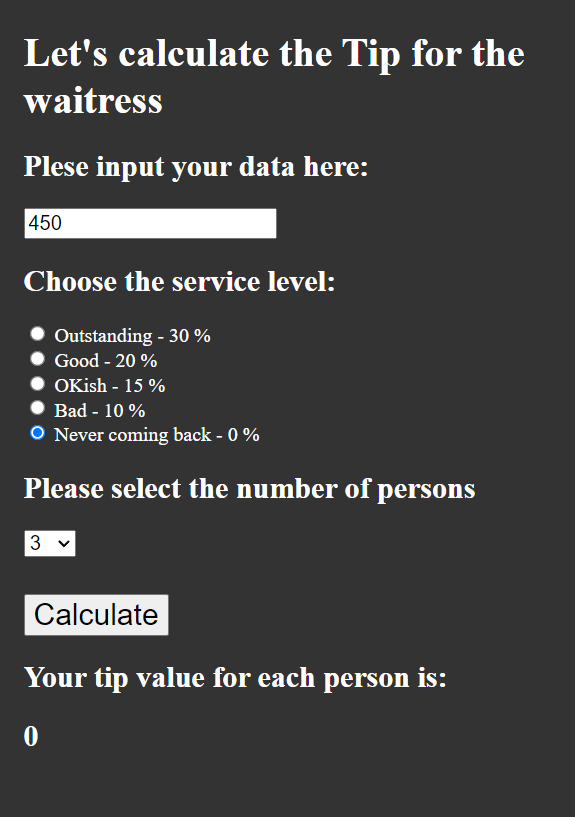 Let's calculate the Tip for the
waitress
Plese input your data here:
450
Choose the service level:
Outstanding - 30 %
Good - 20 %
OKish - 15 %
Bad - 10 %
Never coming back - 0 %
Please select the number of persons
3
Calculate
Your tip value for each person is:
0